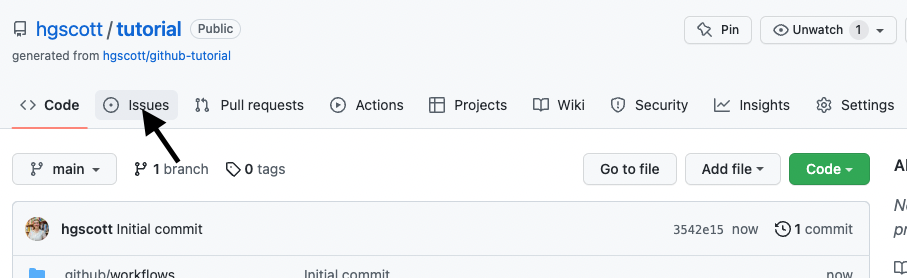 hgscott / tutorial Public
Pin Unwatch 1
generated from hgscott/github-tutorial
Code Issues Pull requests Actions Projects Wiki Security Insights Settings
main 1 branch 0 tags Go to file Add file Code
hgscott Initial commit 3542e15 now 1 commit
.github/workflows Initial commit now